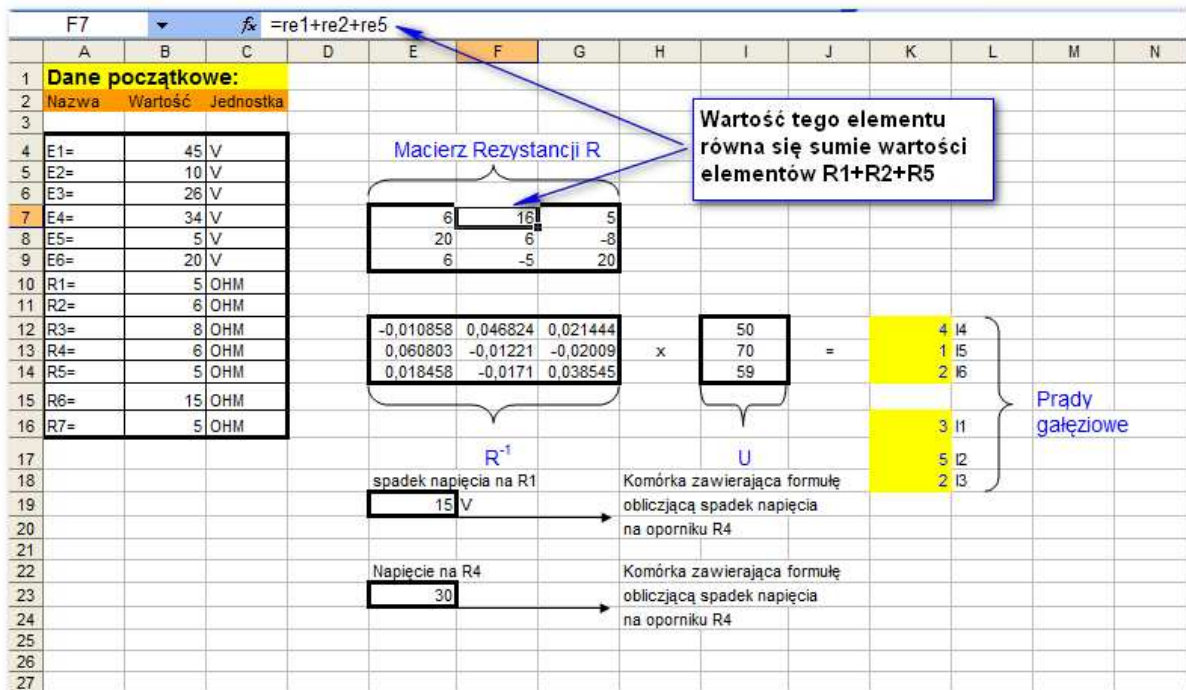 F7 fx =re1+re2+re5
A B C D E F G H I J K L M N
1 Dane początkowe:
2 Nazwa Wartość Jednostka
3
Wartość tego elementu
równa się sumie wartości
elementów R1+R2+R5
4 E1= 45 V Macierz Rezystancji R
5 E2= 10 V
6 E3= 26 V
7 E4= 34 V 6 16 5
8 E5= 5 V 20 6 -8
9 E6= 20 V 6 -5 20
10 R1= 5 OHM
11 R2= 6 OHM
12 R3= 8 OHM -0,010858 0,046824 0,021444 50 4 I4
13 R4= 6 OHM 0,060803 -0,01221 -0,02009 x 70 = 1 I5
14 R5= 5 OHM 0,018458 -0,0171 0,038545 59 2 I6
15 R6= 15 OHM Prądy
16 R7= 5 OHM 3 I1 gałęziowe
17 R-1 U 5 I2
18 spadek napięcia na R1 Komórka zawierająca formułę 2 I3
19 15 V obliczjącą spadek napięcia
20 na oporniku R4
21
22 Napięcie na R4 Komórka zawierająca formułę
23 30 obliczjącą spadek napięcia
24 na oporniku R4
25
26
27